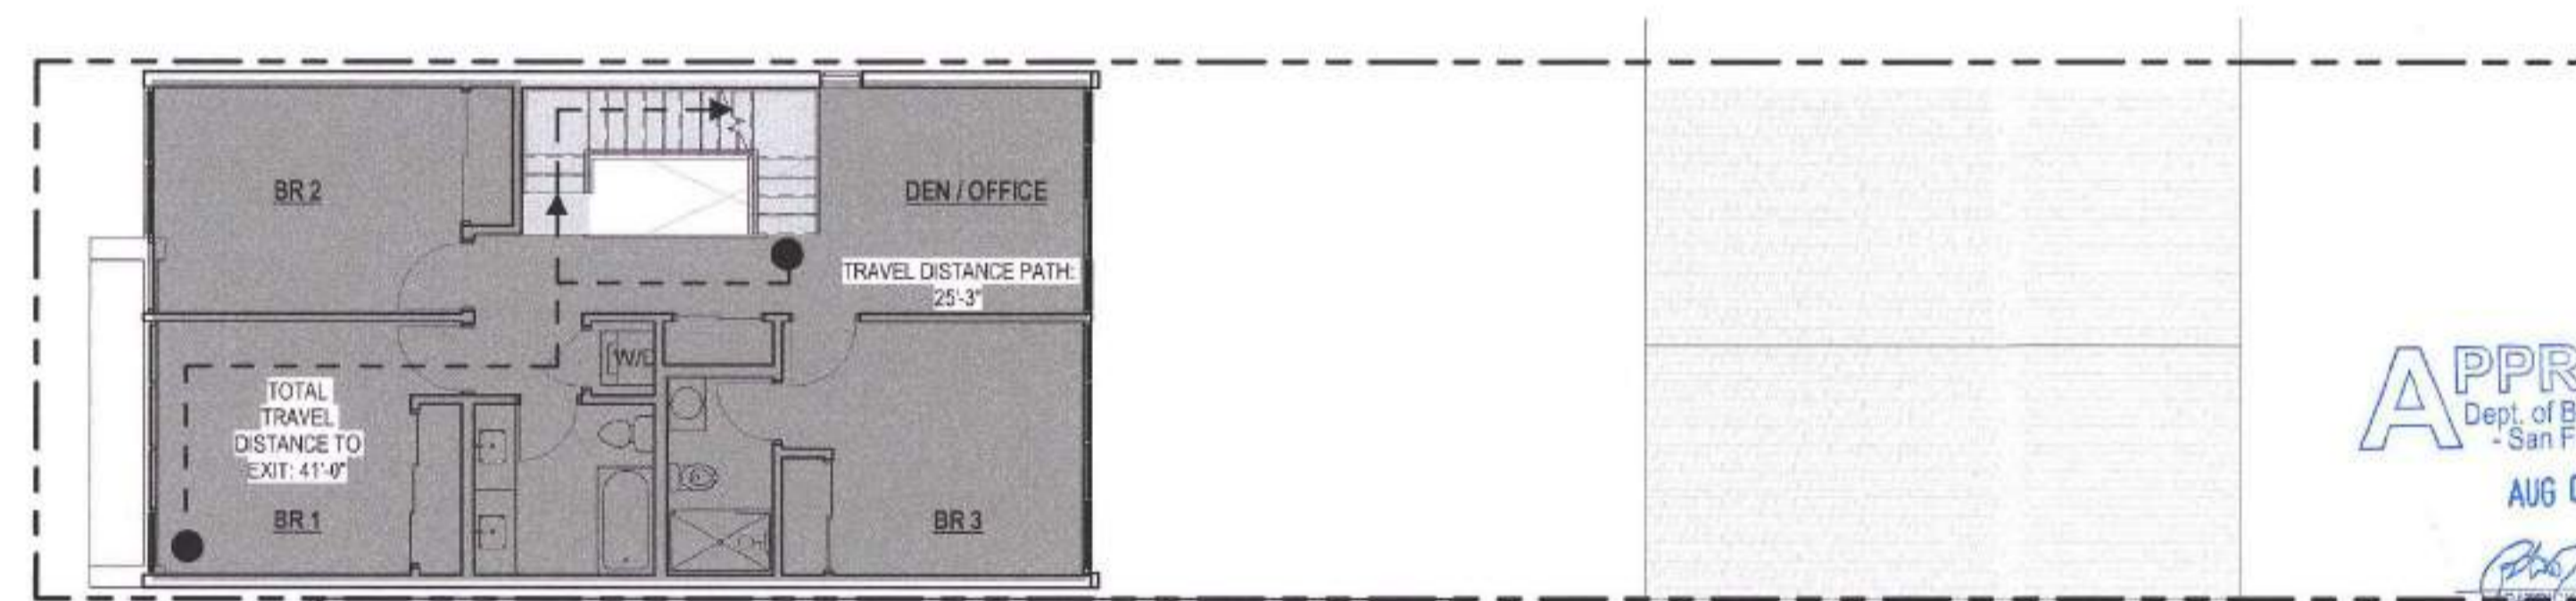 BR 2
DEN / OFFICE
TRAVEL DISTANCE PATH:
25'-3"
W/D
TOTAL
TRAVEL
DISTANCE TO
EXIT: 41'-0"
BR 1
BR 3
APPR
Dept. of B
- San F
AUG